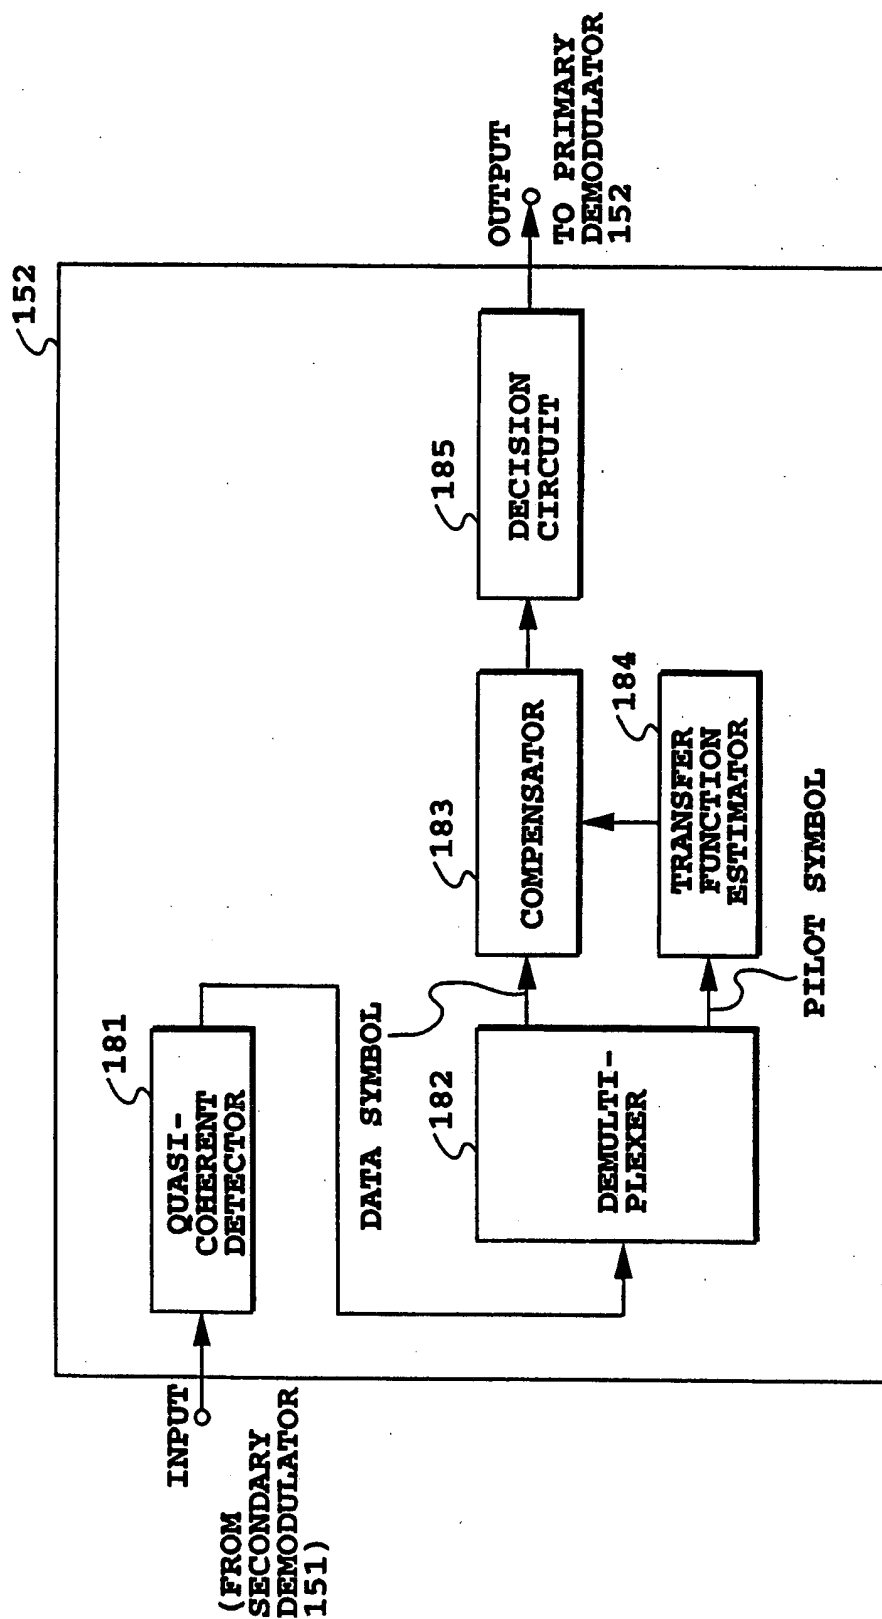 152
INPUT
(FROM
SECONDARY
DEMODULATOR
151)
181
QUASI-
COHERENT
DETECTOR
DATA SYMBOL
182
DEMULTI-
PLEXER
183
COMPENSATOR
184
TRANSFER
FUNCTION
ESTIMATOR
PILOT SYMBOL
185
DECISION
CIRCUIT
OUTPUT
TO PRIMARY
DEMODULATOR
152